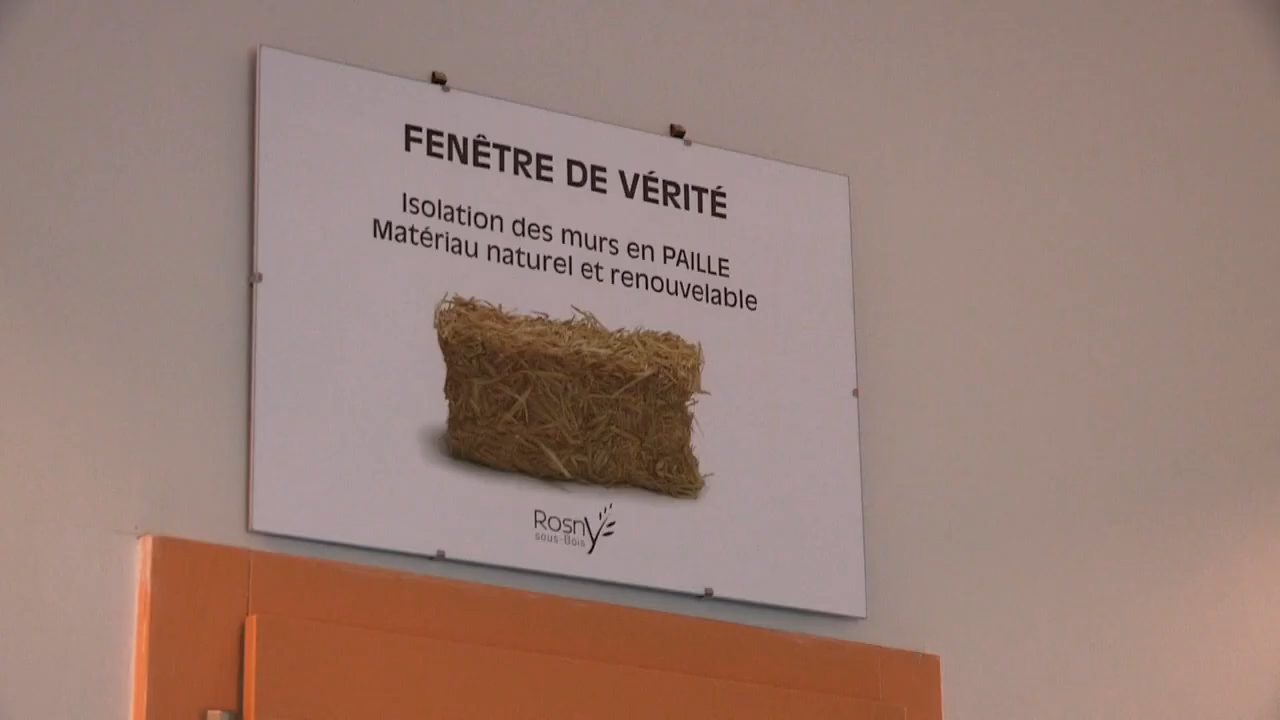 FENÊTRE DE VÉRITÉ
Isolation des murs en PAILLE
Matériau naturel et renouvelable
Rosny
sous-Bois